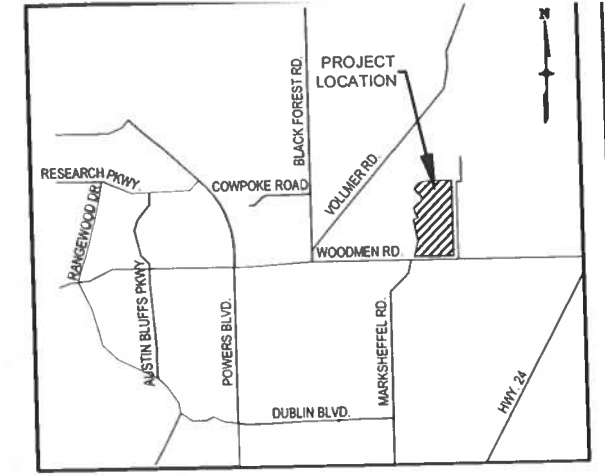 N
PROJECT
LOCATION
BLACK FOREST RD.
RESEARCH PKWY.
COWPOKE ROAD
VOLLMER RD.
RANGEWOOD DR
WOODMEN RD.
AUSTIN BLUFFS PKWY
POWERS BLVD.
MARKSHEFFEL RD.
HWY. 24
DUBLIN BLVD.